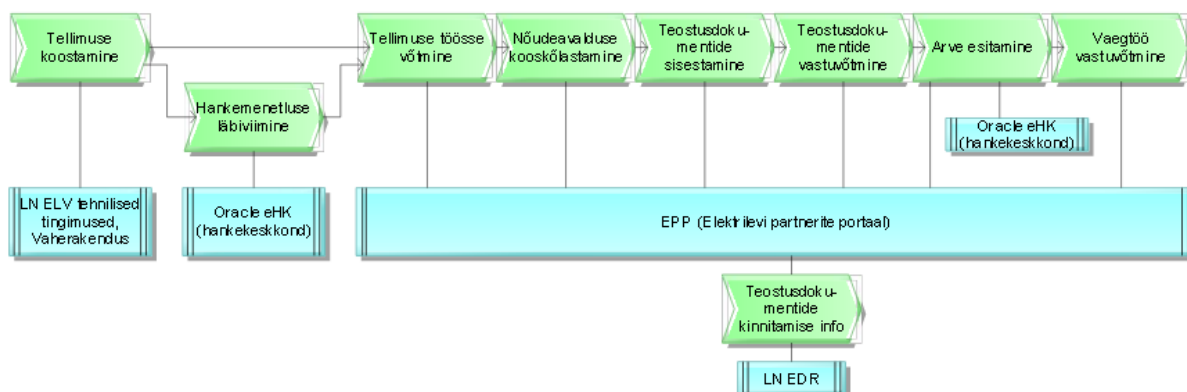 Tellimuse
koostamine
Tellimuse töösse
võtmine
Nõudeavalduse
kooskõlastamine
Teostusdoku-
mentide
sisestamine
Teostusdoku-
mentide
vastuvõtmine
Arve esitamine
Vaegtöö
vastuvõtmine
Hankemenetluse
läbiviimine
Oracle eHK
(hankekeskkond)
LN ELV tehnilised
tingimused,
Vaherakendus
Oracle eHK
(hankekeskkond)
EPP (Elektrilevi partnerite portaal)
Teostusdoku-
mentide
kinnitamise info
LN EDR